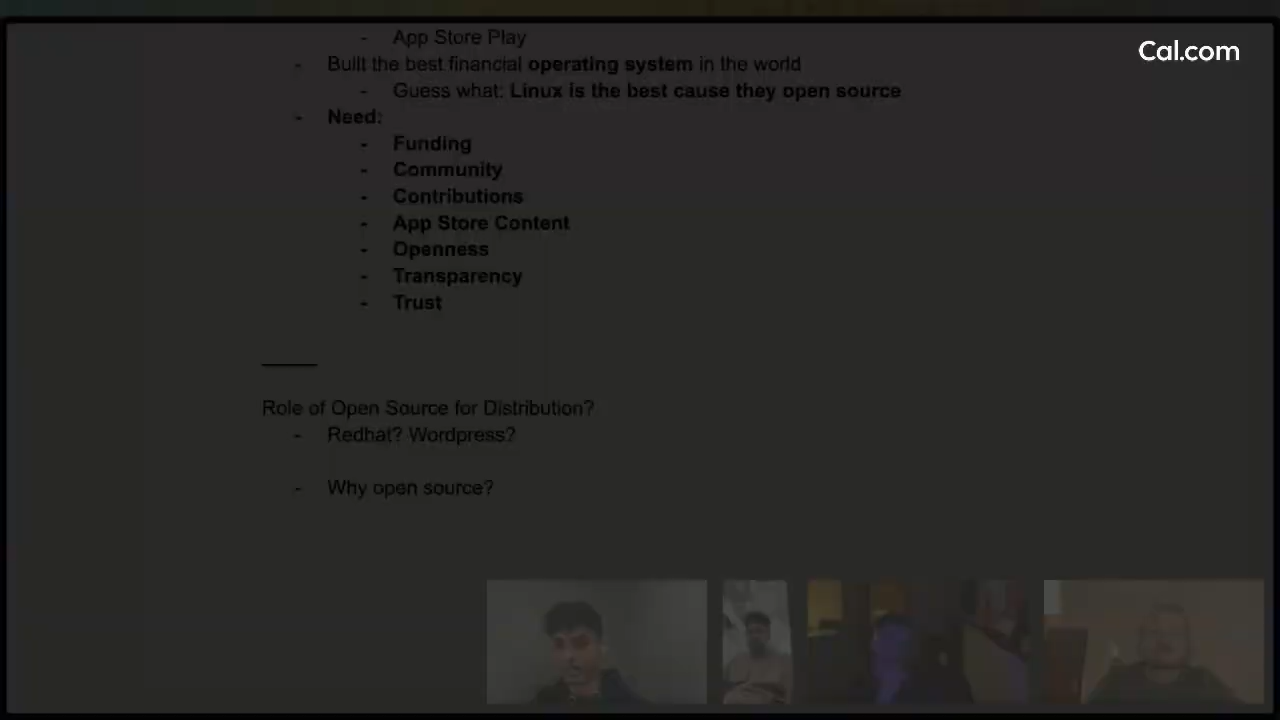 Cal.com
- App Store Play
- Built the best financial operating system in the world
- Guess what: Linux is the best cause they open source
- Need:
- Funding
- Community
- Contributions
- App Store Content
- Openness
- Transparency
- Trust
Role of Open Source for Distribution?
- Redhat? Wordpress?
- Why open source?